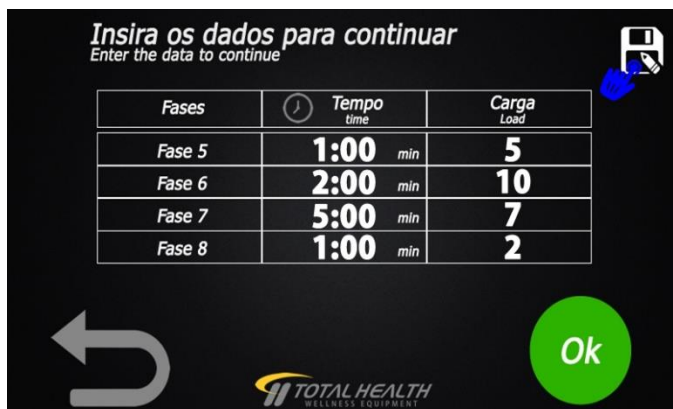 Insira os dados para continuar
Enter the data to continue
Fases Tempo Carga
time Load
Fase 5 1:00 min 5
Fase 6 2:00 min 10
Fase 7 5:00 min 7
Fase 8 1:00 min 2
Ok
TOTAL HEALTH
WELLNESS EQUIPMENT